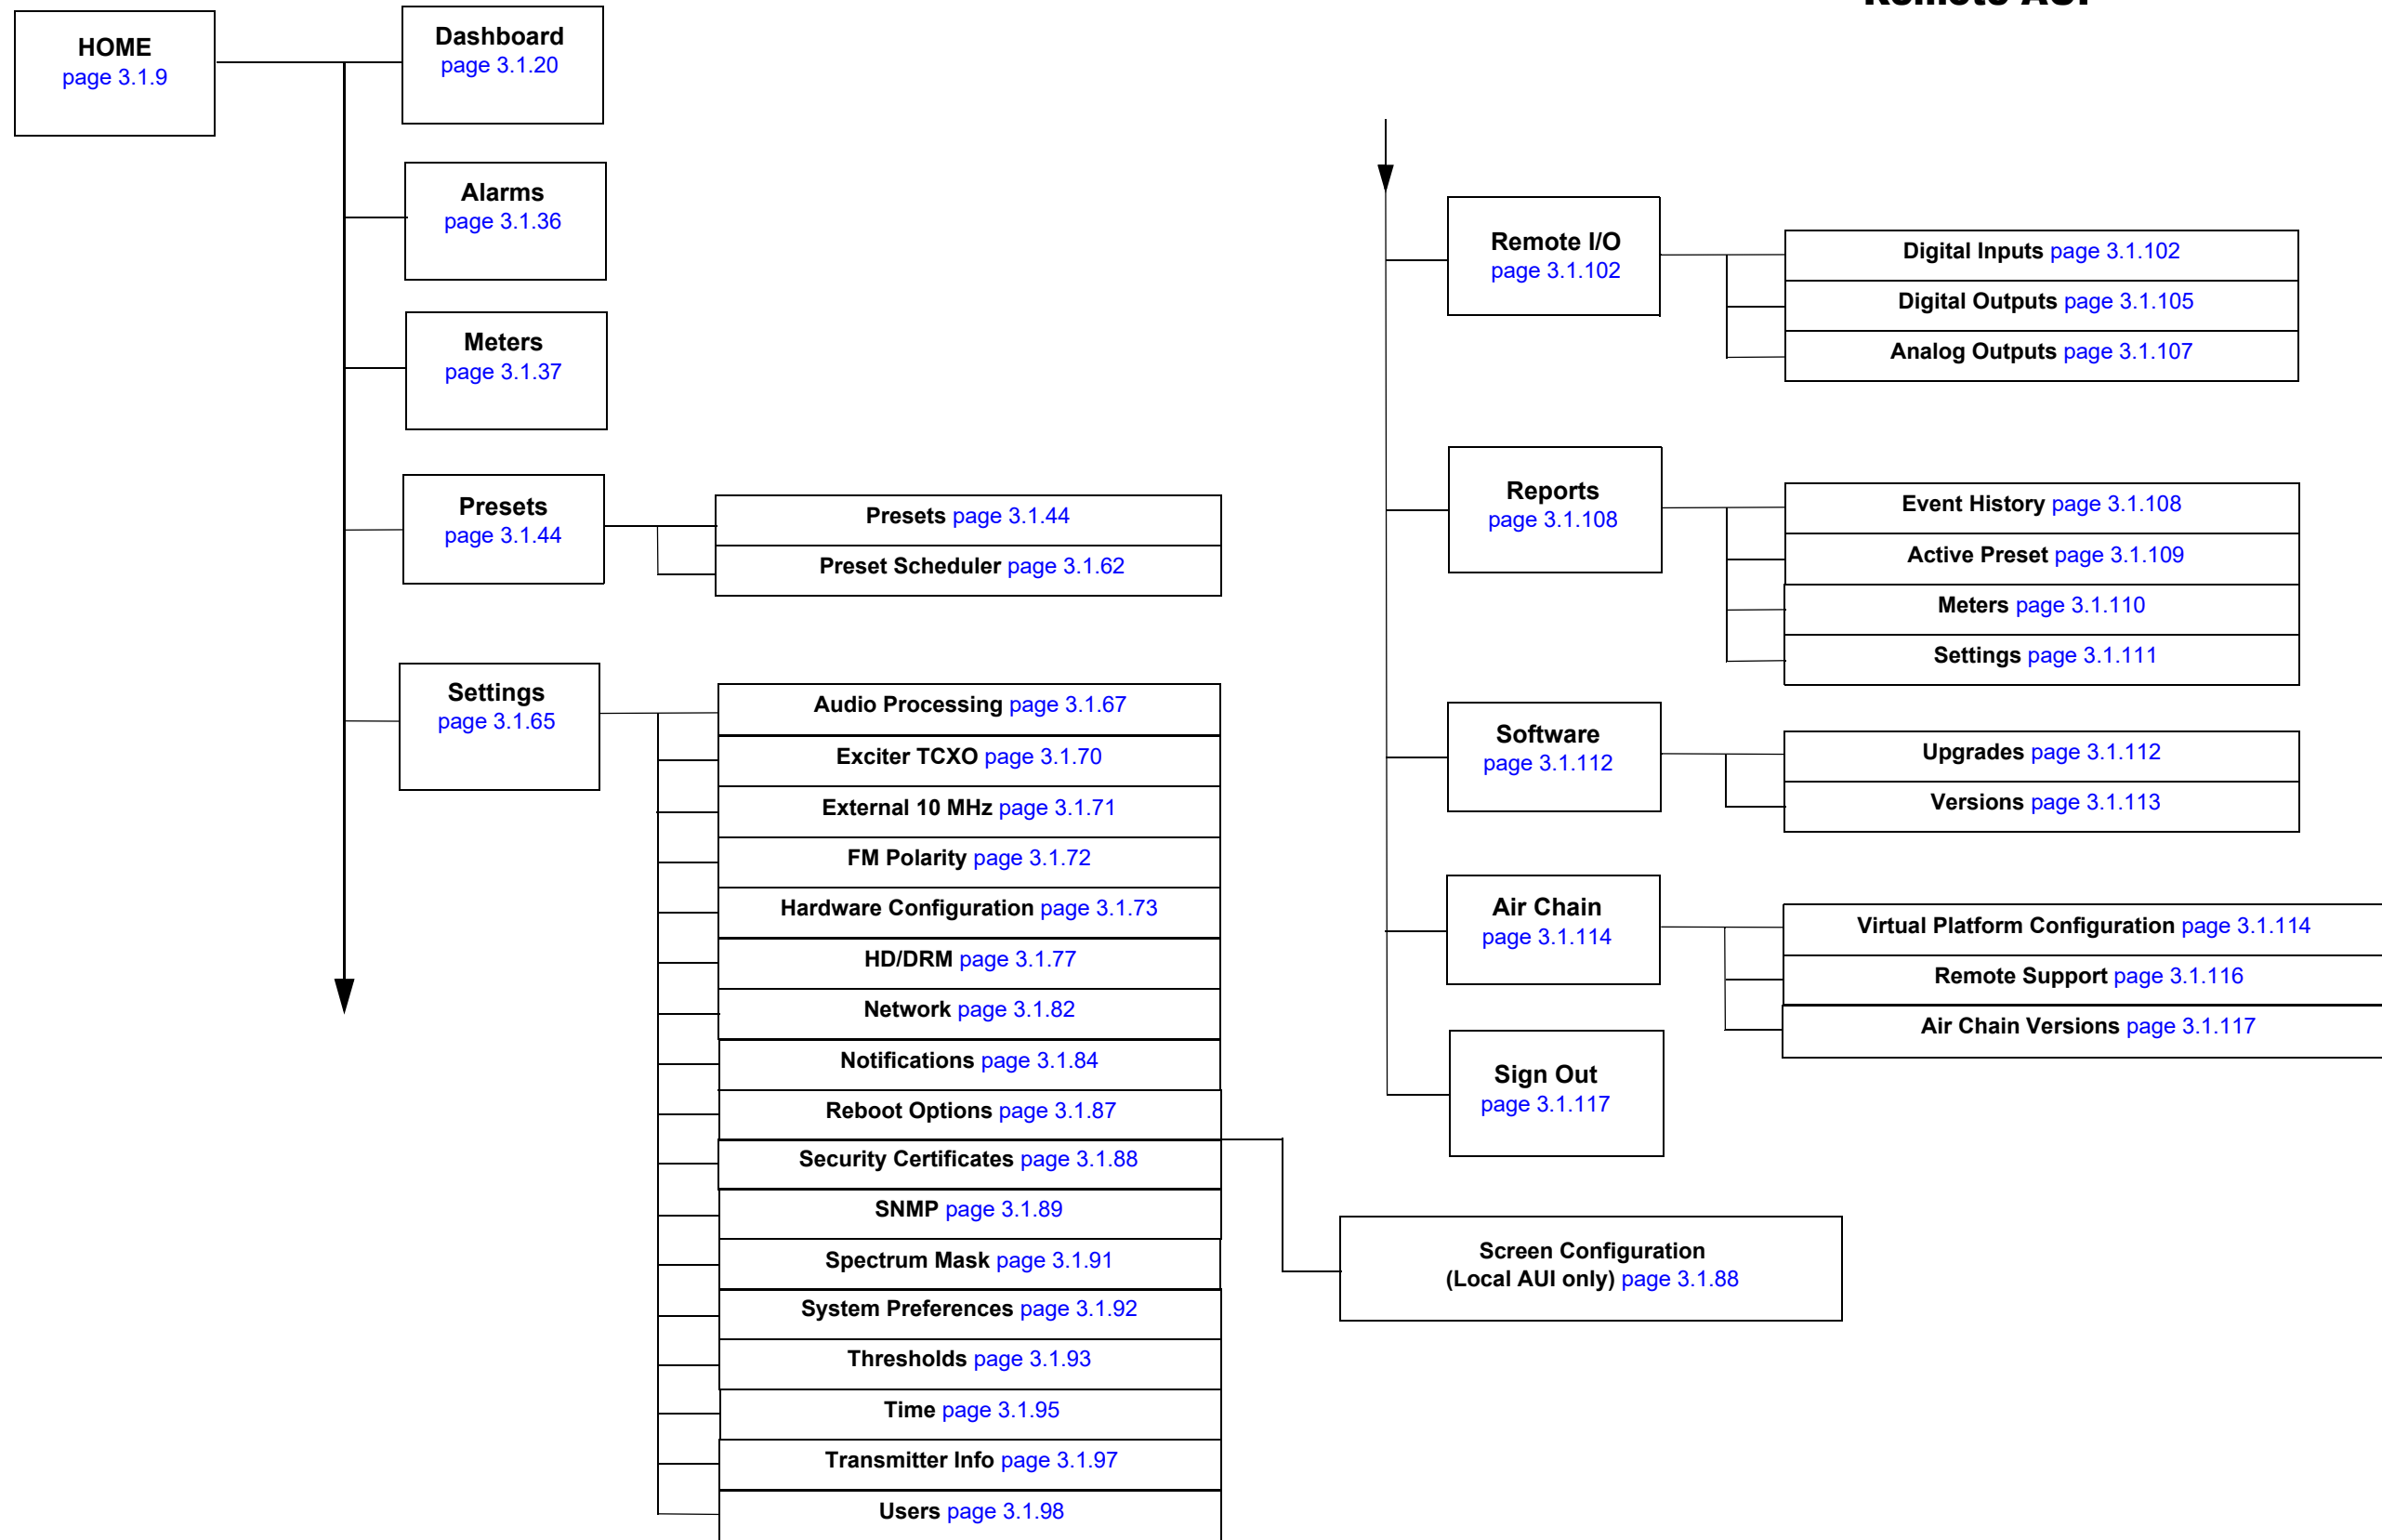 Remote AUI
HOME
page 3.1.9
Dashboard
page 3.1.20
Alarms
page 3.1.36
Meters
page 3.1.37
Presets
page 3.1.44
Presets page 3.1.44
Preset Scheduler page 3.1.62
Settings
page 3.1.65
Audio Processing page 3.1.67
Exciter TCXO page 3.1.70
External 10 MHz page 3.1.71
FM Polarity page 3.1.72
Hardware Configuration page 3.1.73
HD/DRM page 3.1.77
Network page 3.1.82
Notifications page 3.1.84
Reboot Options page 3.1.87
Security Certificates page 3.1.88
SNMP page 3.1.89
Spectrum Mask page 3.1.91
System Preferences page 3.1.92
Thresholds page 3.1.93
Time page 3.1.95
Transmitter Info page 3.1.97
Users page 3.1.98
Screen Configuration
(Local AUI only) page 3.1.88
Remote I/O
page 3.1.102
Digital Inputs page 3.1.102
Digital Outputs page 3.1.105
Analog Outputs page 3.1.107
Reports
page 3.1.108
Event History page 3.1.108
Active Preset page 3.1.109
Meters page 3.1.110
Settings page 3.1.111
Software
page 3.1.112
Upgrades page 3.1.112
Versions page 3.1.113
Air Chain
page 3.1.114
Virtual Platform Configuration page 3.1.114
Remote Support page 3.1.116
Air Chain Versions page 3.1.117
Sign Out
page 3.1.117